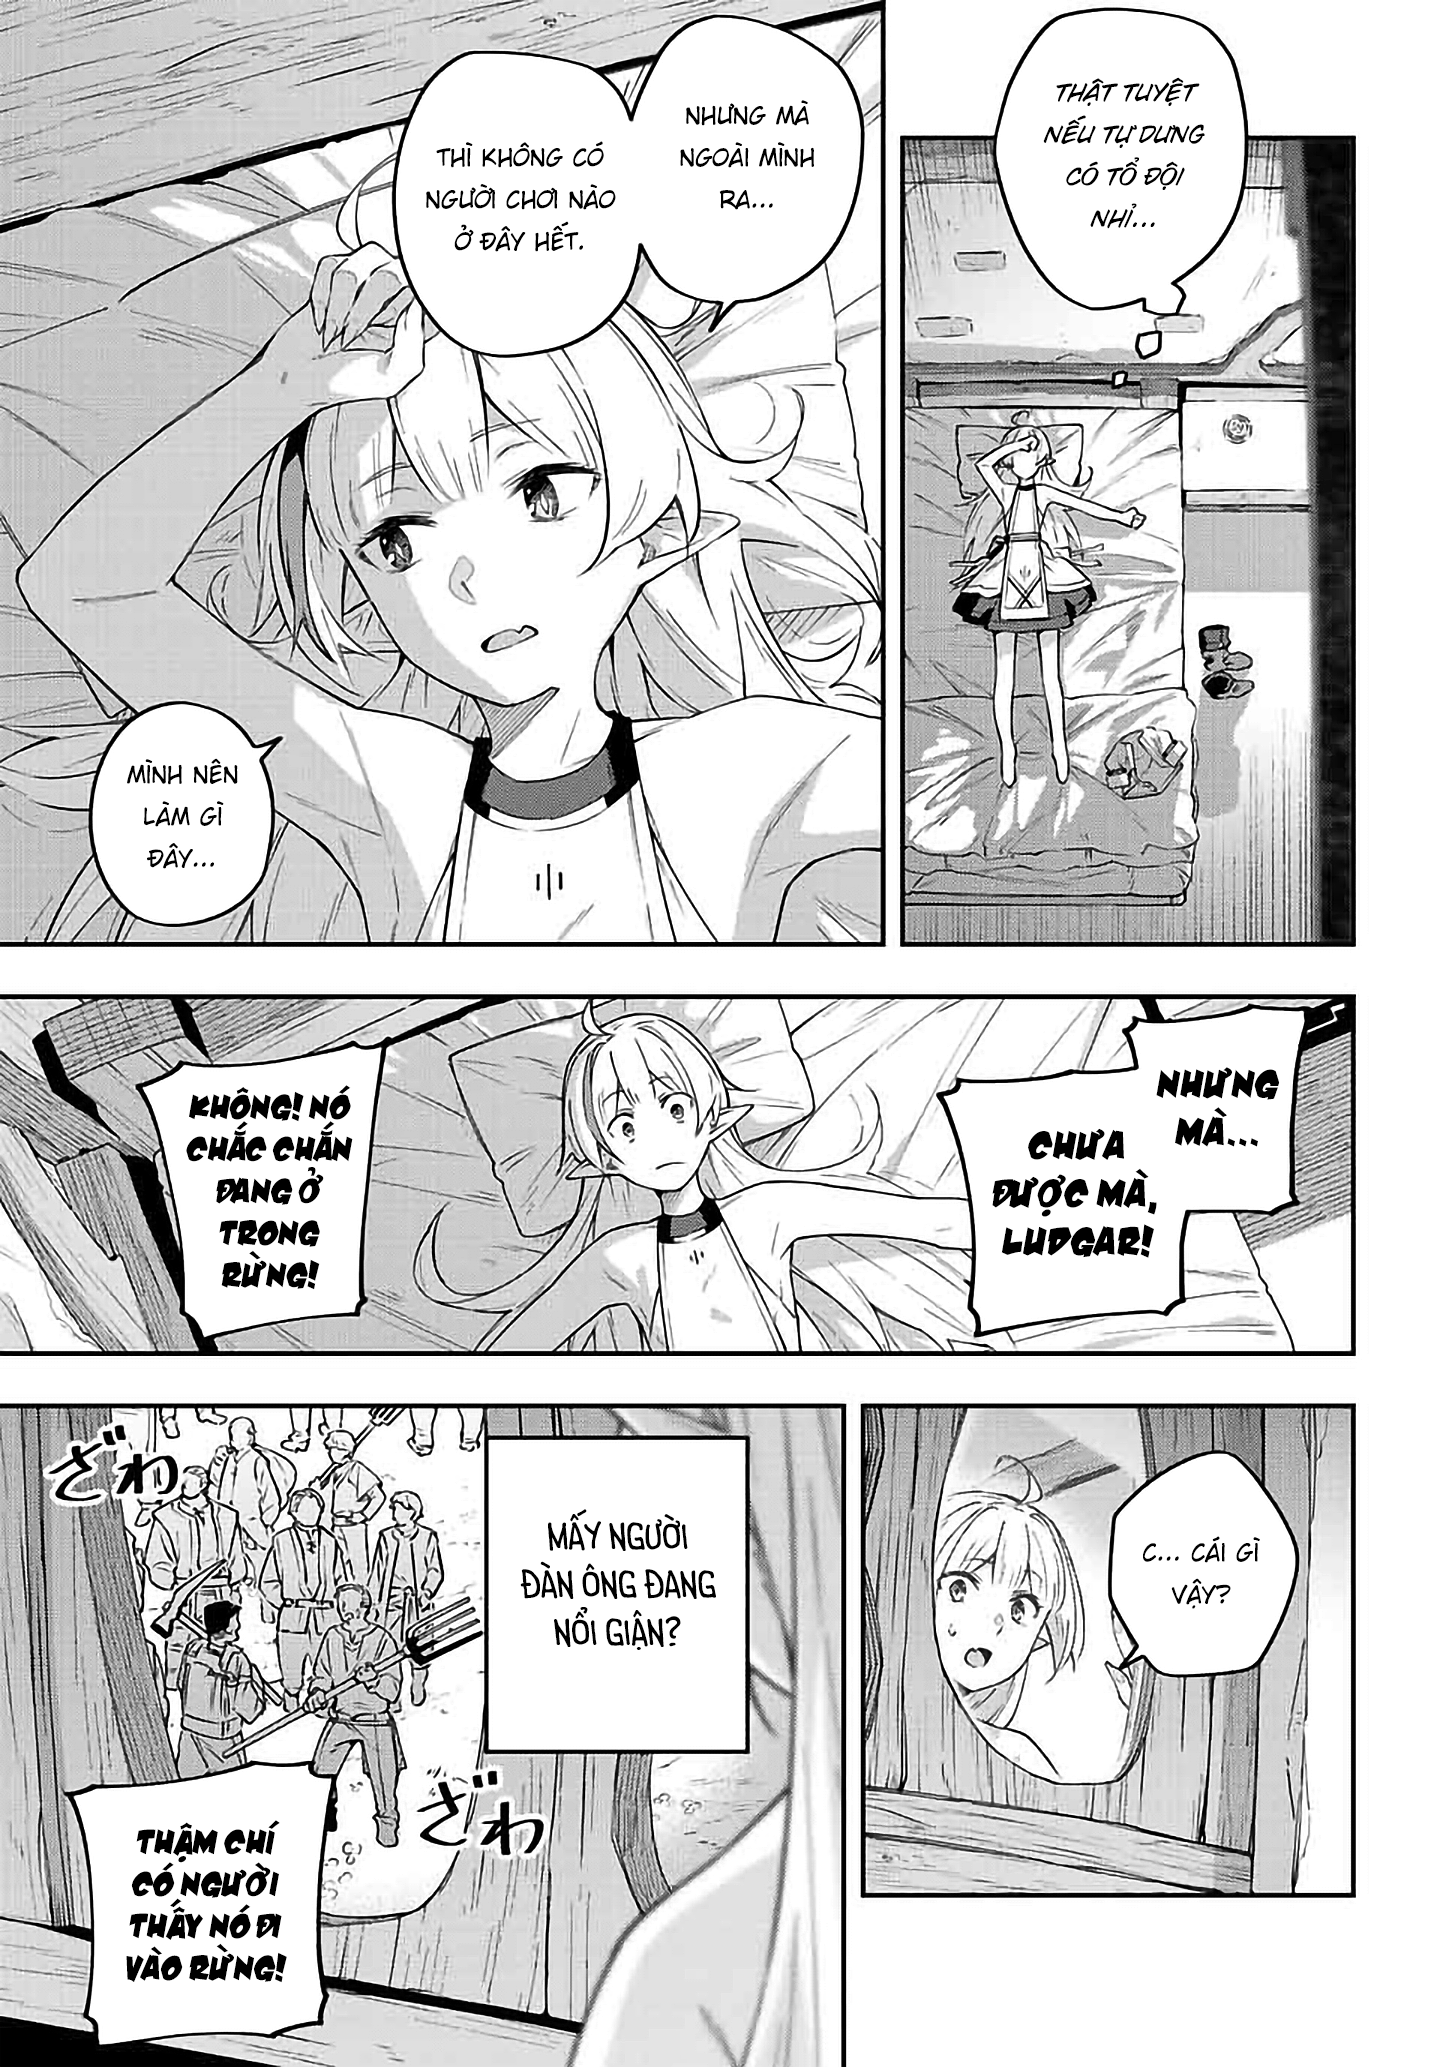 THẬT TUYỆT
NẾU TỰ DƯNG
CÓ TỔ ĐỘI
NHỈ...
NHƯNG MÀ
NGOÀI MÌNH
RA...
THÌ KHÔNG CÓ
NGƯỜI CHƠI NÀO
Ở ĐÂY HẾT.
MÌNH NÊN
LÀM GÌ
ĐÂY...
NHƯNG
MÀ...
CHƯA
ĐƯỢC MÀ,
LUDGAR!
KHÔNG! NÓ
CHẮC CHẮN
ĐANG Ở
TRONG
RỪNG!
C... CÁI GÌ
VẬY?
MẤY NGƯỜI
ĐÀN ÔNG ĐANG
NỔI GIẬN?
ざわ
ざわ
THẬM CHÍ
CÓ NGƯỜI
THẤY NÓ ĐI
VÀO RỪNG!